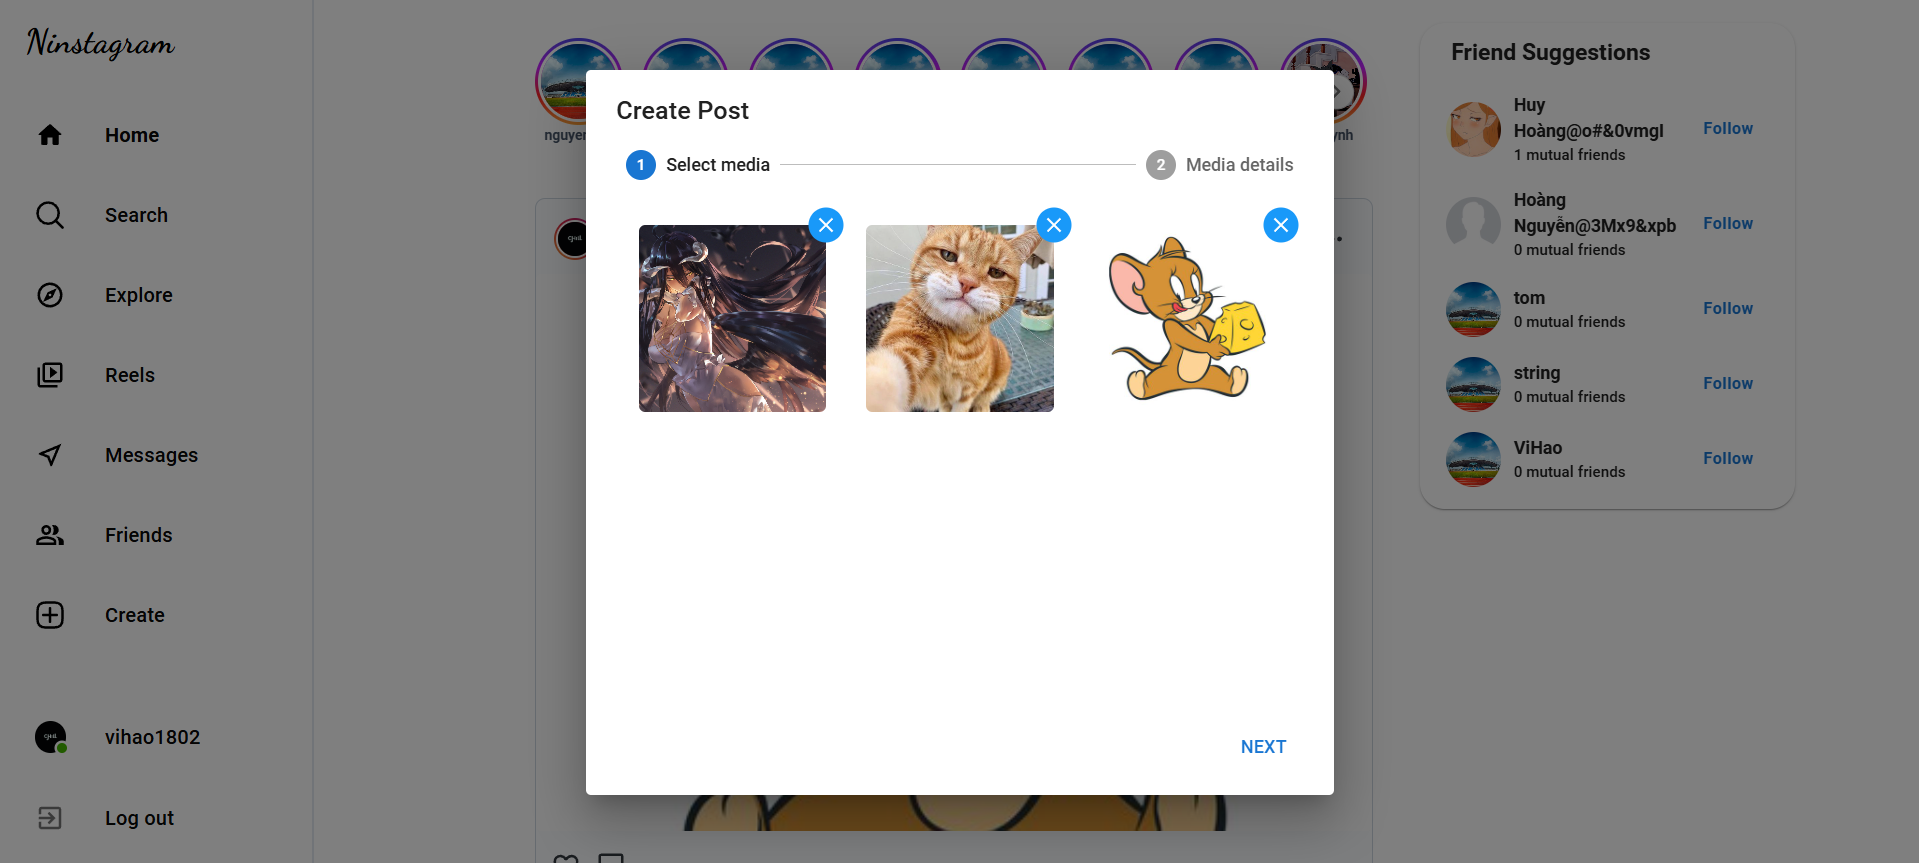 Ninstagram
Home
Search
Explore
Reels
Messages
Friends
Create
vihao1802
Log out
nguyen
ynh
Create Post
1 Select media
2 Media details
NEXT
Friend Suggestions
Huy
Hoàng@o#&0vmgl
1 mutual friends
Follow
Hoàng
Nguyễn@3Mx9&xpb
0 mutual friends
Follow
tom
0 mutual friends
Follow
string
0 mutual friends
Follow
ViHao
0 mutual friends
Follow